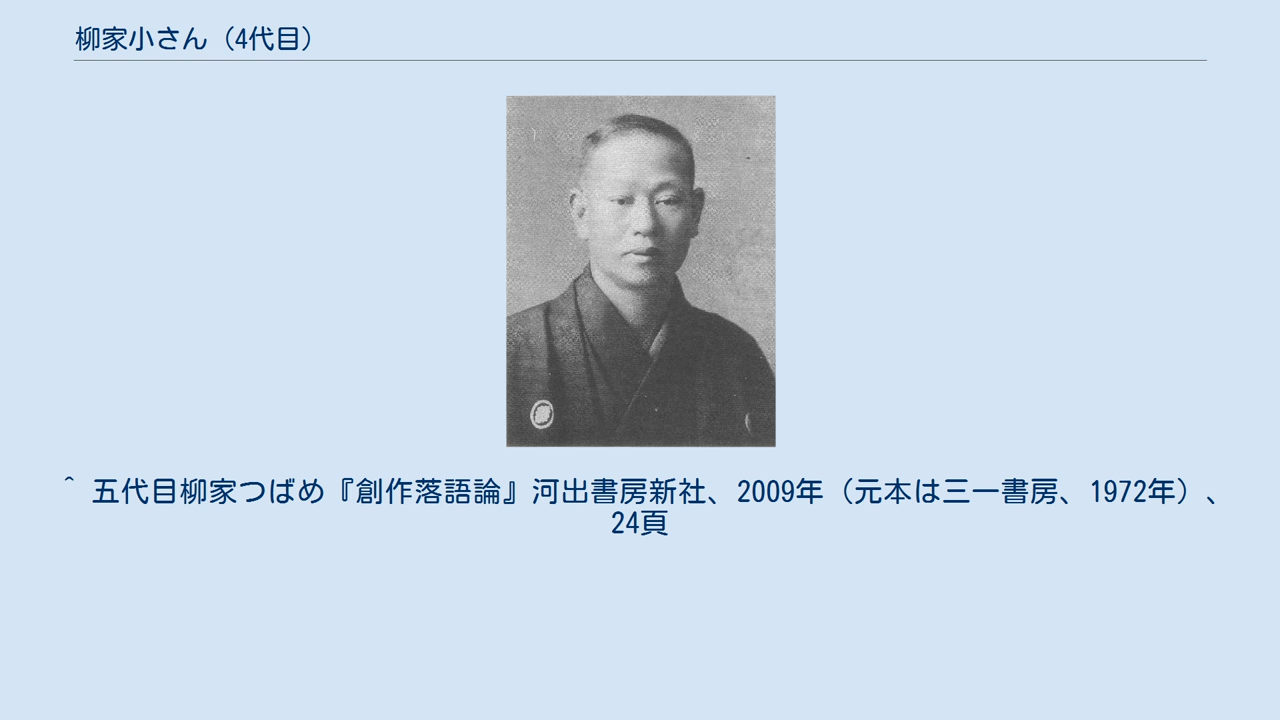 柳家小さん（4代目）
^ 五代目柳家つばめ『創作落語論』河出書房新社、2009年（元本は三一書房、1972年）、
24頁